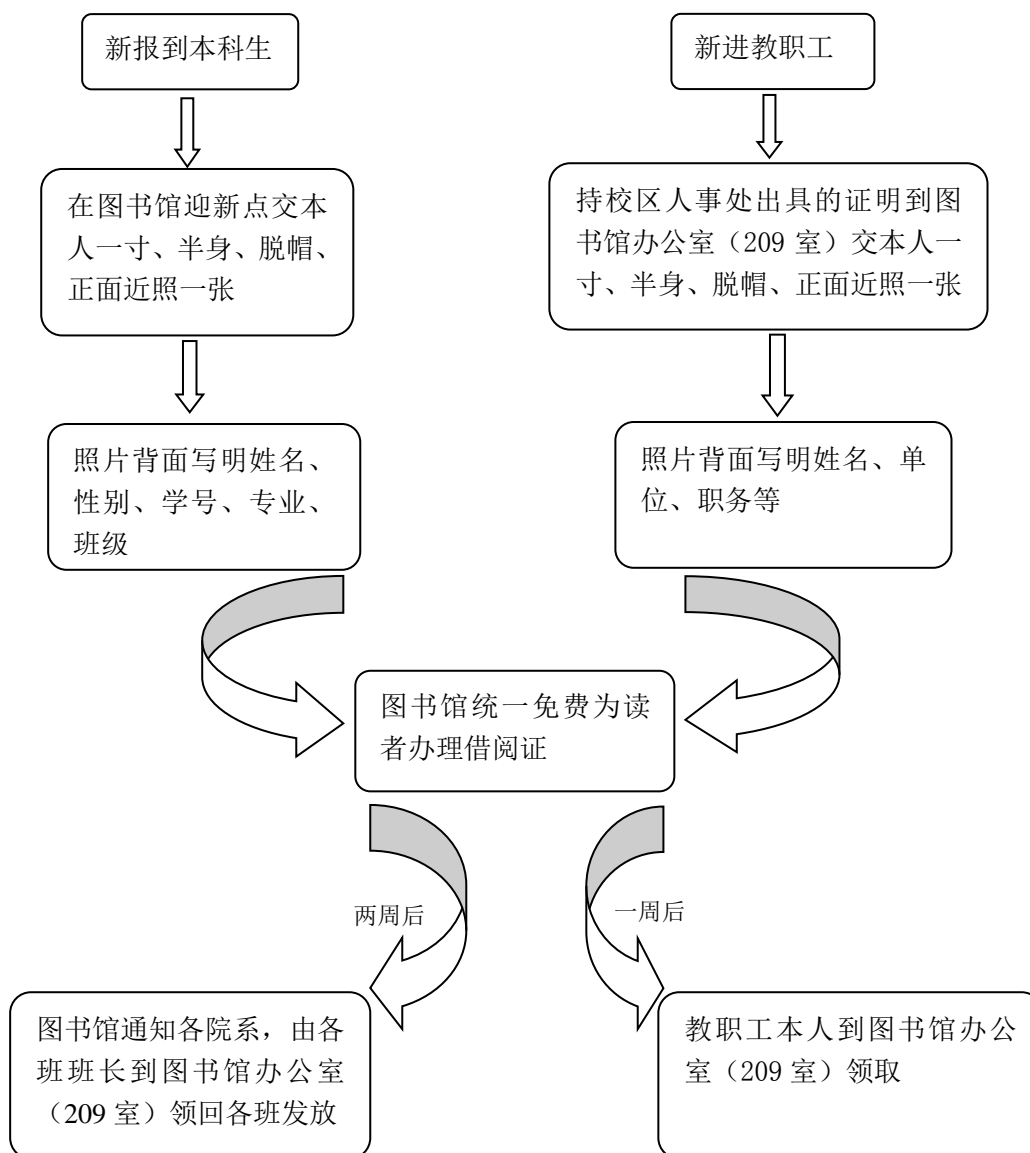 新报到本科生
新进教职工
在图书馆迎新点交本
人一寸、半身、脱帽、
正面近照一张
持校区人事处出具的证明到图
书馆办公室（209 室）交本人一
寸、半身、脱帽、正面近照一张
照片背面写明姓名、
性别、学号、专业、
班级
照片背面写明姓名、单
位、职务等
图书馆统一免费为读
者办理借阅证
两周后
一周后
图书馆通知各院系，由各
班班长到图书馆办公室
（209 室）领回各班发放
教职工本人到图书馆办公
室（209 室）领取